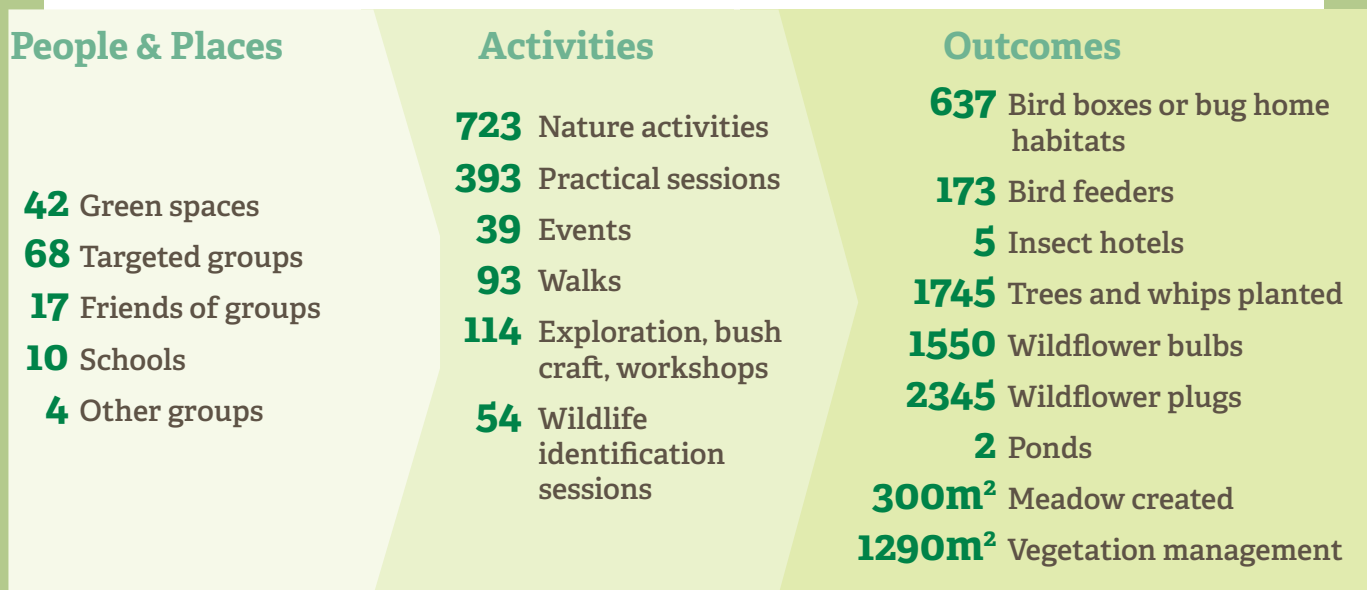 People & Places
42 Green spaces
68 Targeted groups
17 Friends of groups
10 Schools
4 Other groups
Activities
723 Nature activities
393 Practical sessions
39 Events
93 Walks
114 Exploration, bush
craft, workshops
54 Wildlife
identification
sessions
Outcomes
637 Bird boxes or bug home
habitats
173 Bird feeders
5 Insect hotels
1745 Trees and whips planted
1550 Wildflower bulbs
2345 Wildflower plugs
2 Ponds
300m² Meadow created
1290m² Vegetation management